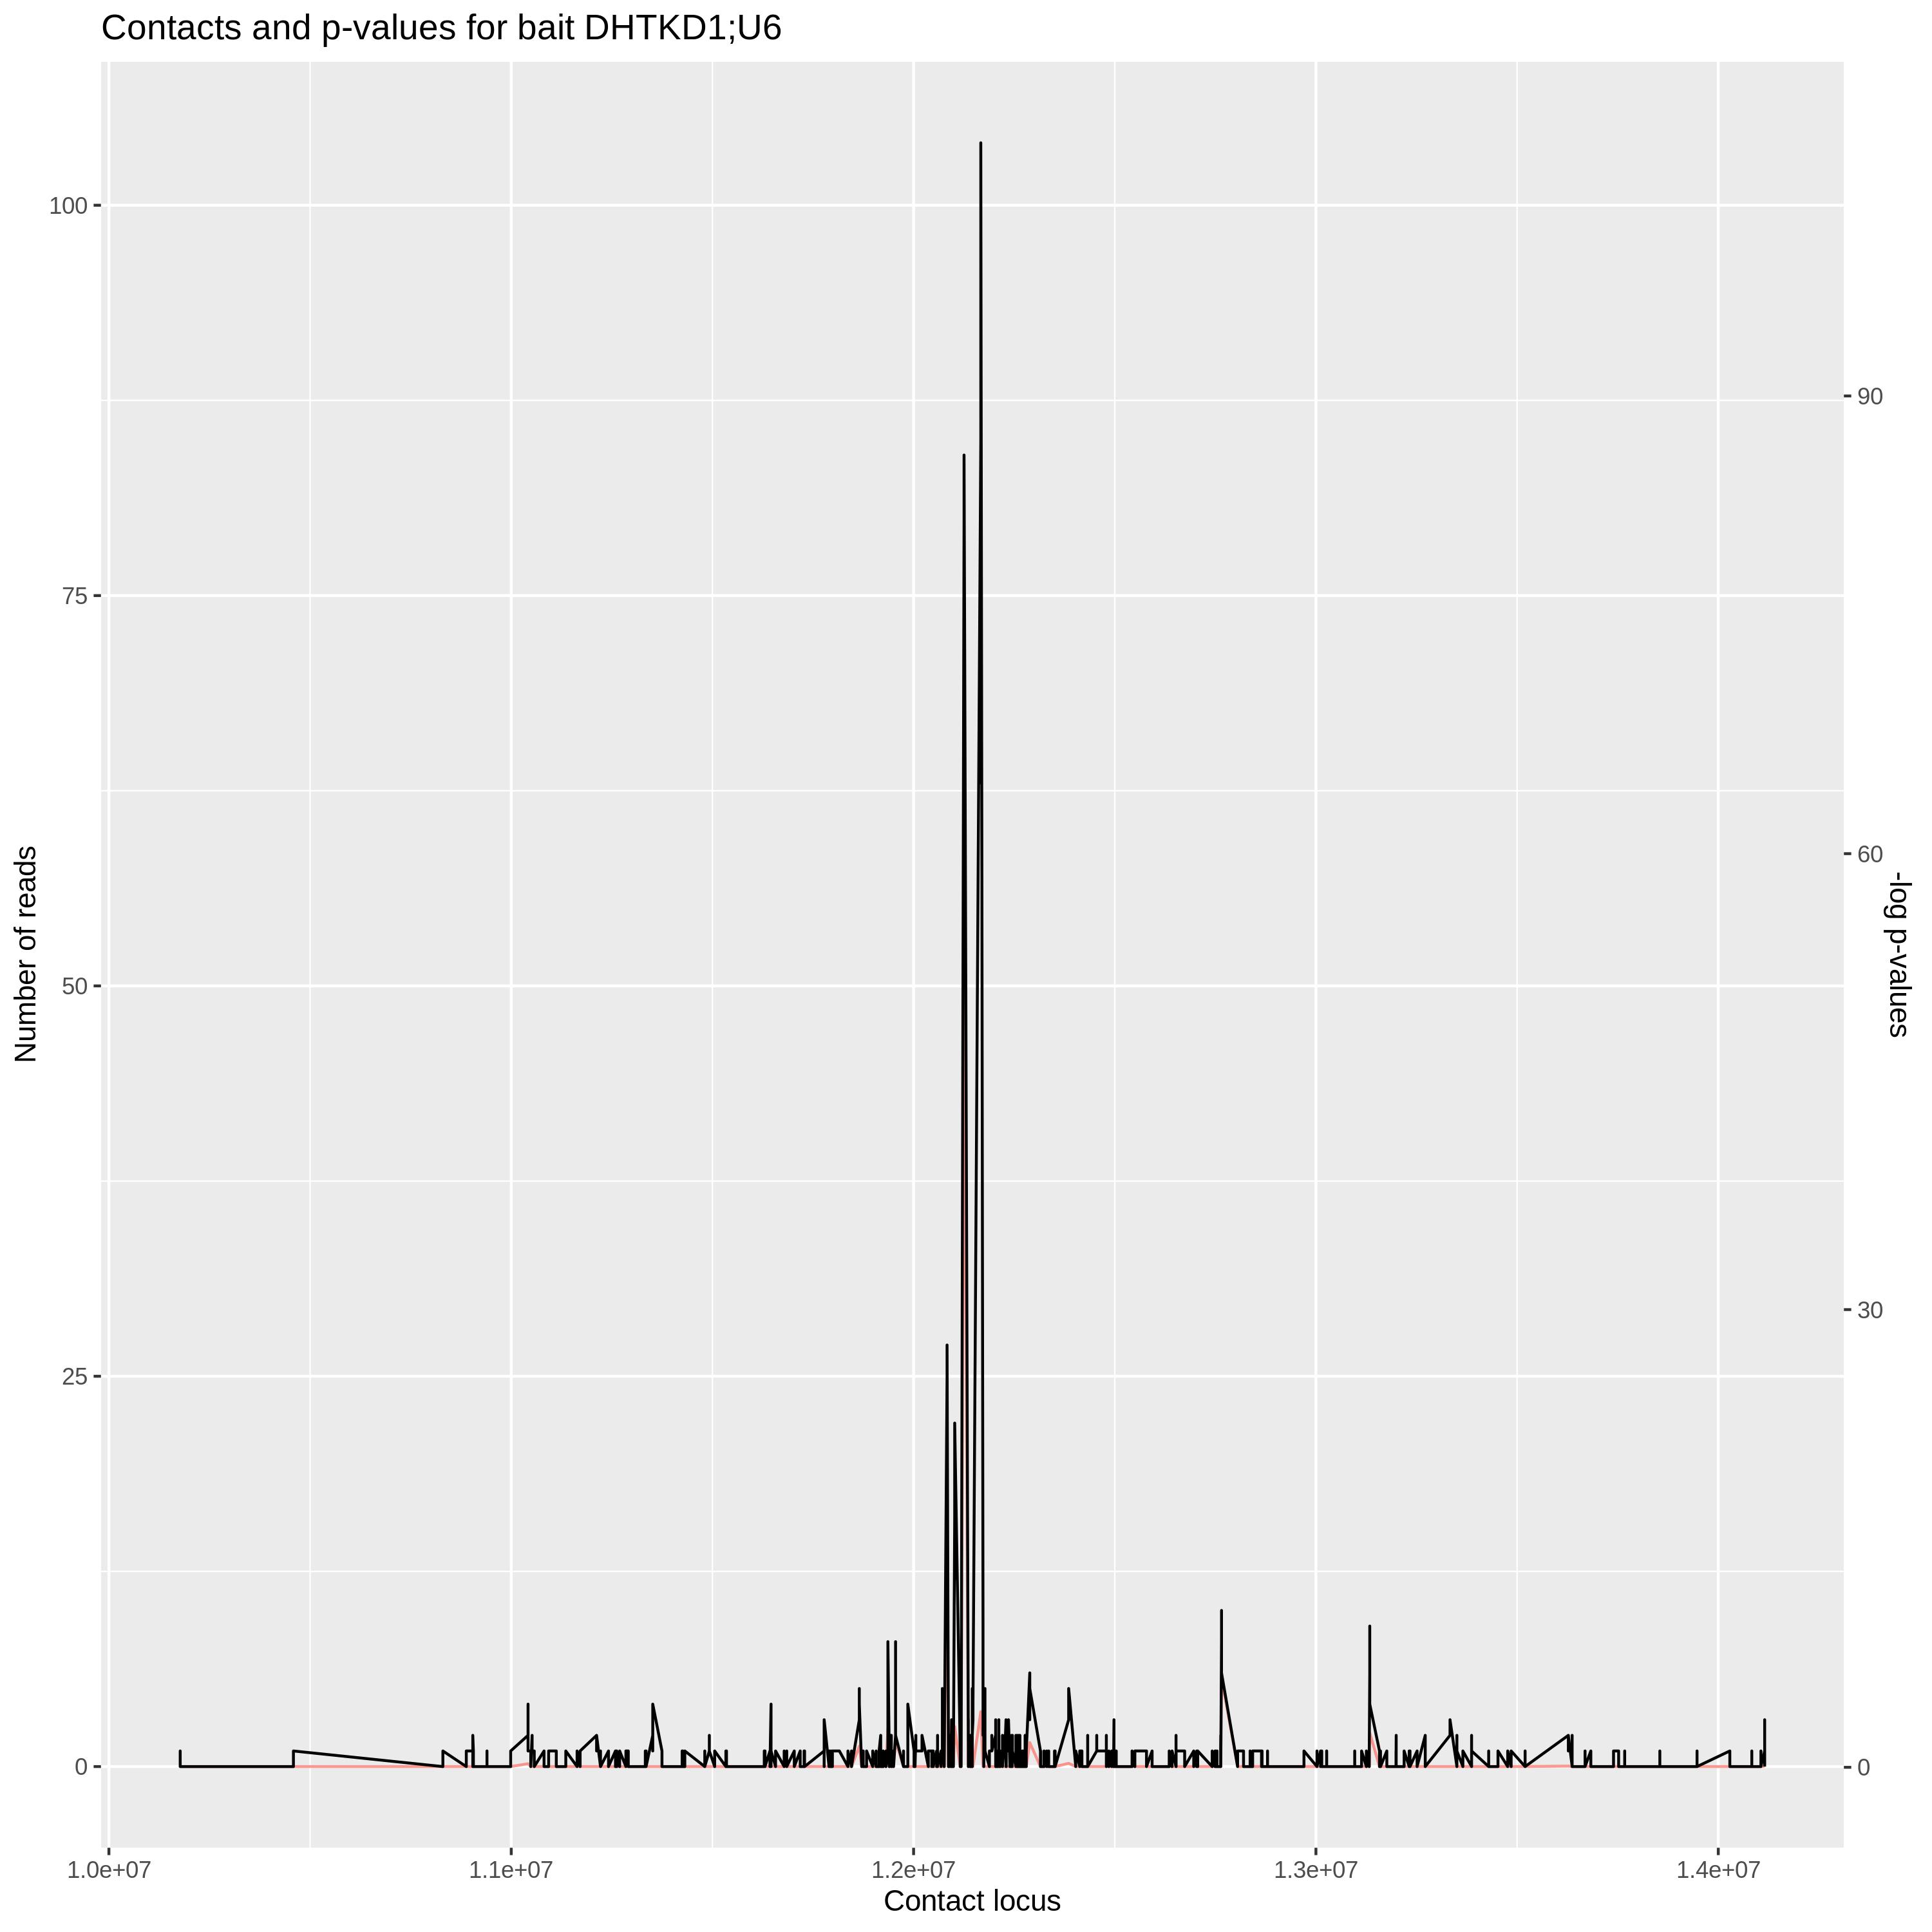 Contacts and p-values for bait DHTKD1;U6
100
75
50
25
0
Number of reads
90
60
30
0
-log p-values
1.0e+07
1.1e+07
1.2e+07
1.3e+07
1.4e+07
Contact locus